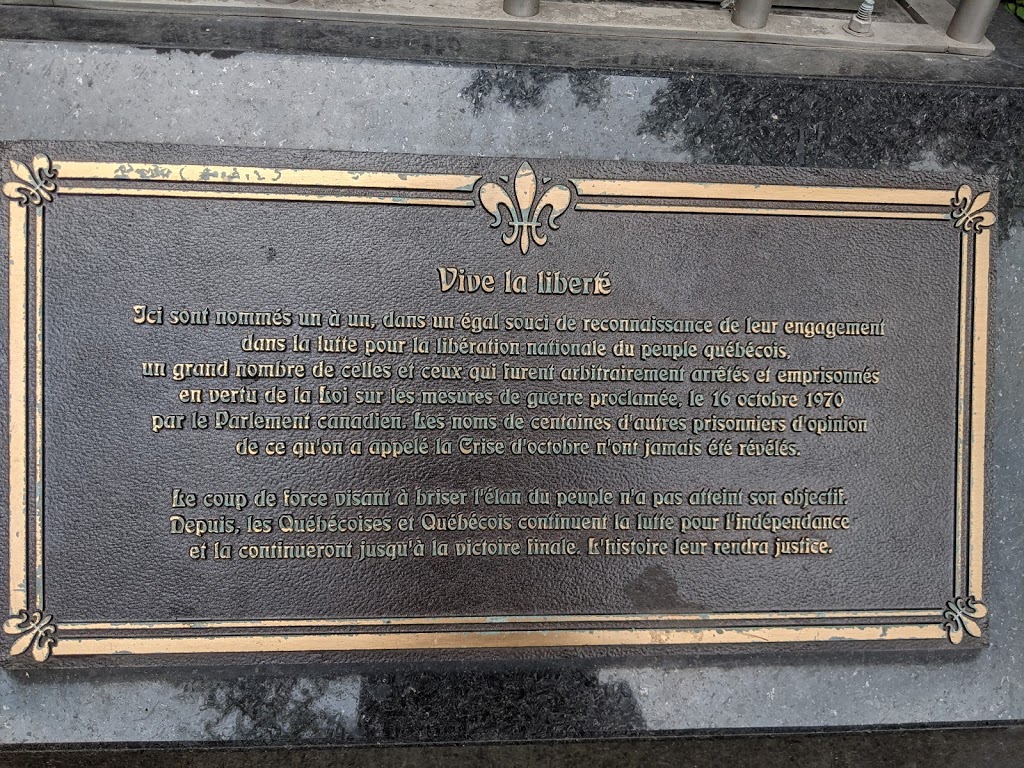 Vive la liberté
Ici sont nommés un à un, dans un égal souci de reconnaissance de leur engagement
dans la lutte pour la libération nationale du peuple québécois,
un grand nombre de celles et ceux qui furent arbitrairement arrêtés et emprisonnés
en vertu de la Loi sur les mesures de guerre proclamée, le 16 octobre 1970
par le Parlement canadien. Les noms de centaines d'autres prisonniers d'opinion
de ce qu'on a appelé la Crise d'octobre n'ont jamais été révélés.
Le coup de force visant à briser l'élan du peuple n'a pas atteint son objectif.
Depuis, les Québécoises et Québécois continuent la lutte pour l'indépendance
et la continueront jusqu'à la victoire finale. L'histoire leur rendra justice.